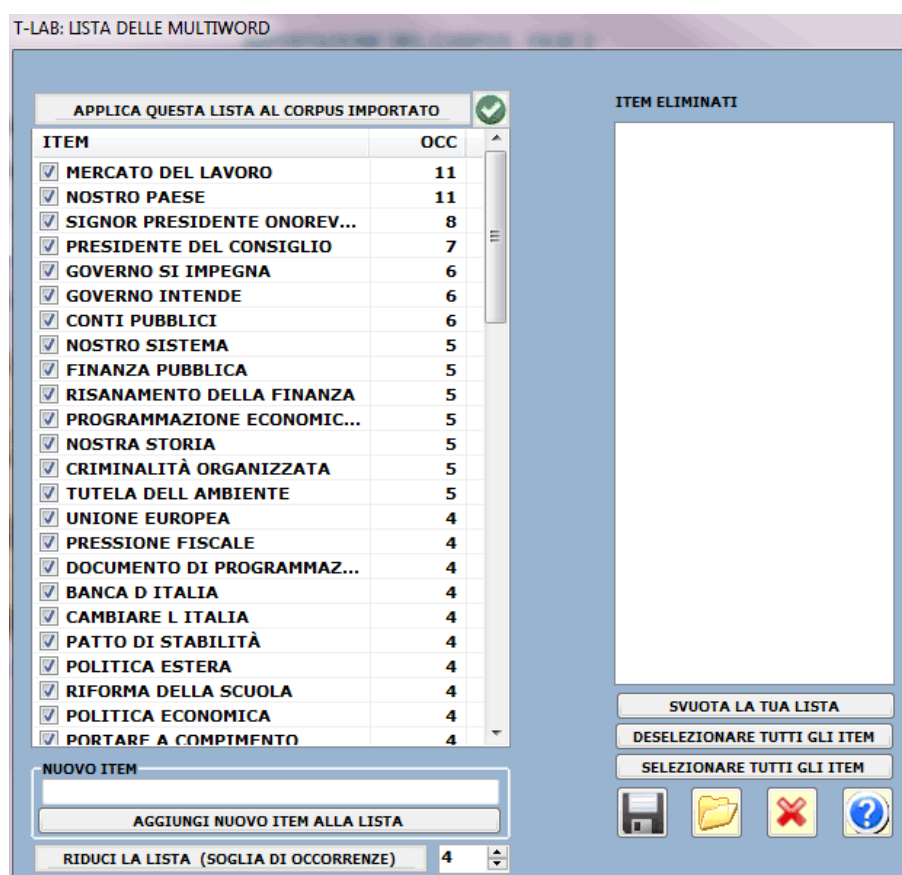 T-LAB: LISTA DELLE MULTIWORD
APPLICA QUESTA LISTA AL CORPUS IMPORTATO
ITEM OCC
MERCATO DEL LAVORO 11
NOSTRO PAESE 11
SIGNOR PRESIDENTE ONOREV... 8
PRESIDENTE DEL CONSIGLIO 7
GOVERNO SI IMPEGNA 6
GOVERNO INTENDE 6
CONTI PUBBLICI 6
NOSTRO SISTEMA 5
FINANZA PUBBLICA 5
RISANAMENTO DELLA FINANZA 5
PROGRAMMAZIONE ECONOMIC... 5
NOSTRA STORIA 5
CRIMINALITÀ ORGANIZZATA 5
TUTELA DELL AMBIENTE 5
UNIONE EUROPEA 4
PRESSIONE FISCALE 4
DOCUMENTO DI PROGRAMMAZ... 4
BANCA D ITALIA 4
CAMBIARE L ITALIA 4
PATTO DI STABILITÀ 4
POLITICA ESTERA 4
RIFORMA DELLA SCUOLA 4
POLITICA ECONOMICA 4
PORTARE A COMPIMENTO 4
NUOVO ITEM
AGGIUNGI NUOVO ITEM ALLA LISTA
RIDUCI LA LISTA (SOGLIA DI OCCORRENZE) 4
ITEM ELIMINATI
SVUOTA LA TUA LISTA
DESELEZIONARE TUTTI GLI ITEM
SELEZIONARE TUTTI GLI ITEM